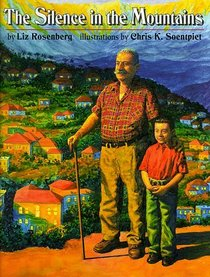 The Silence in the Mountains
by Liz Rosenberg illustrations by Chris K. Soentpiet